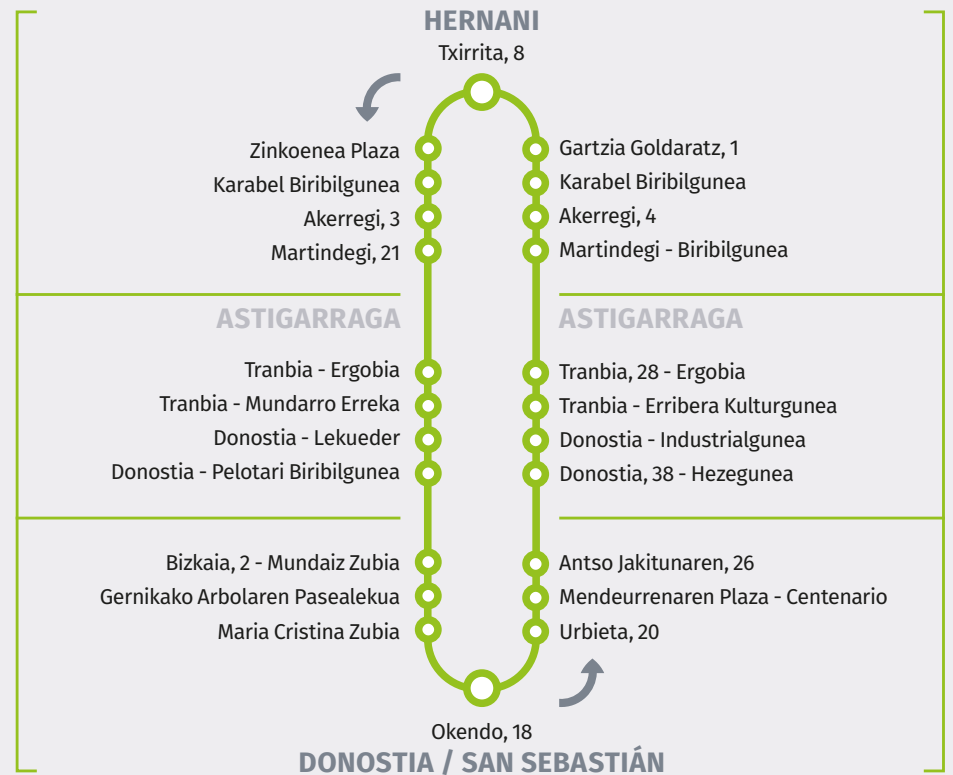 HERNANI
Txirrita, 8
Zinkoenea Plaza
Karabel Biribilgunea
Akerregi, 3
Martindegi, 21
Gartzia Goldaratz, 1
Karabel Biribilgunea
Akerregi, 4
Martindegi - Biribilgunea
ASTIGARRAGA
Tranbia - Ergobia
Tranbia - Mundarro Erreka
Donostia - Lekueder
Donostia - Pelotari Biribilgunea
ASTIGARRAGA
Tranbia, 28 - Ergobia
Tranbia - Erribera Kulturgunea
Donostia - Industrialgunea
Donostia, 38 - Hezegunea
Bizkaia, 2 - Mundaiz Zubia
Gernikako Arbolaren Pasealekua
Maria Cristina Zubia
Antso Jakitunaren, 26
Mendeurrenaren Plaza - Centenario
Urbieta, 20
Okendo, 18
DONOSTIA / SAN SEBASTIÁN